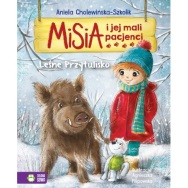 Aniela Cholewińska-Szkolik
MiSiA
i jej mali
pacjenci
Leśne Przytulisko